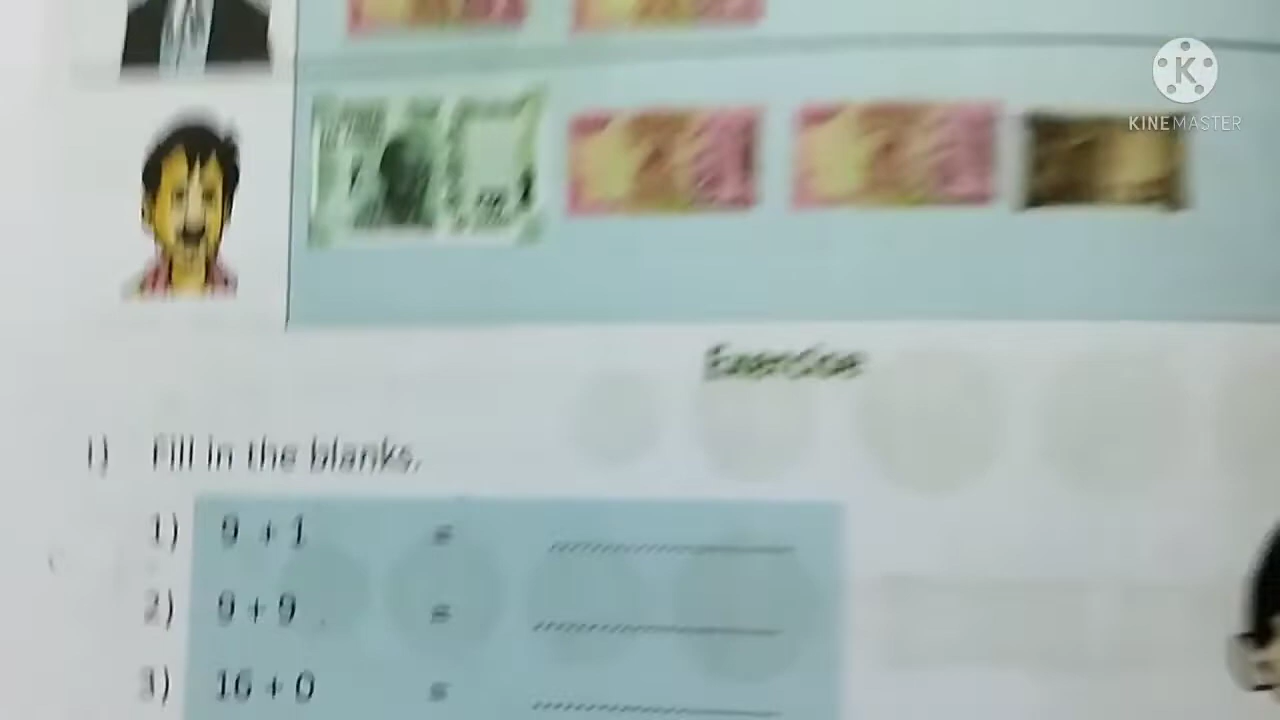 K
KINEMASTER
Exercise
I) Fill in the blanks.
1) 9 + 1 =
2) 9 + 9 =
3) 16 + 0 =